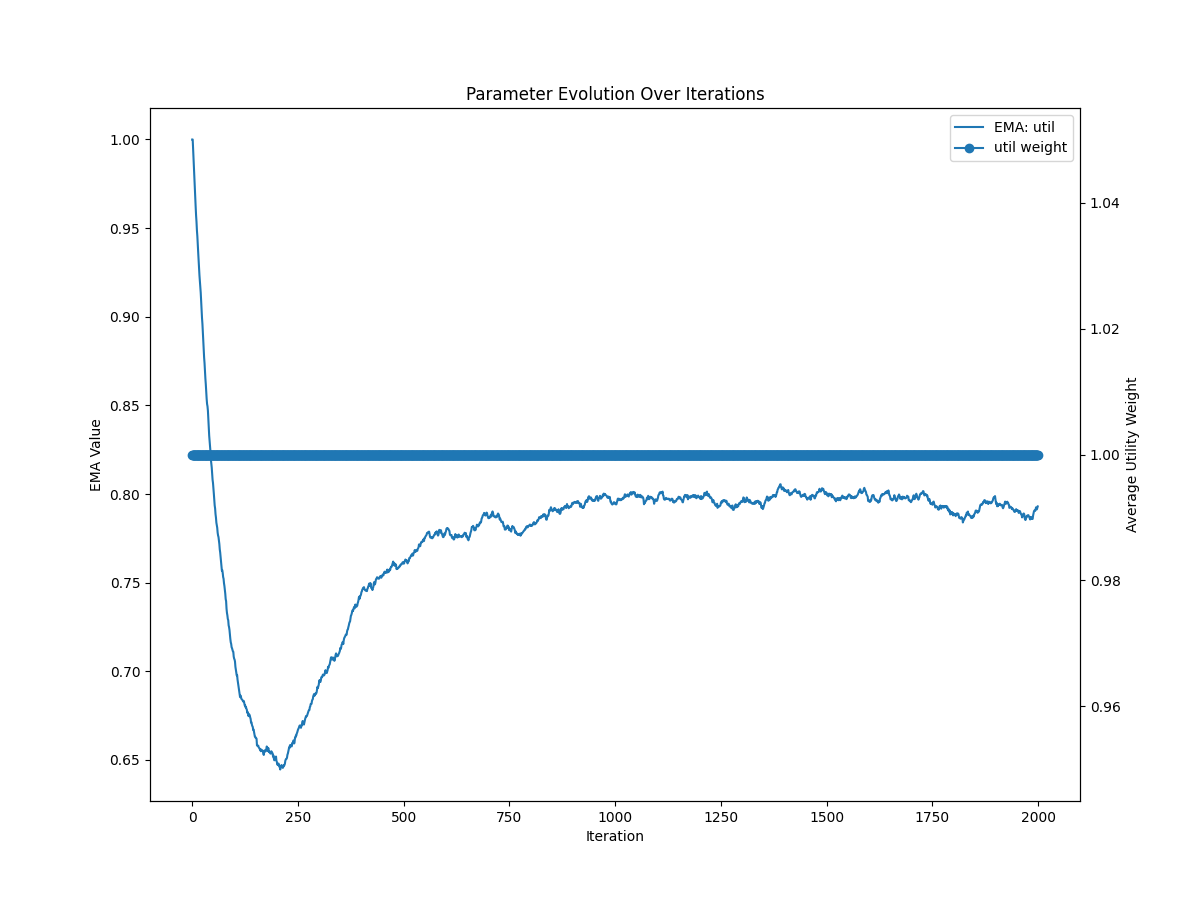 Parameter Evolution Over Iterations
EMA: util
util weight
1.00
0.95
0.90
0.85
0.80
0.75
0.70
0.65
EMA Value
1.04
1.02
1.00
0.98
0.96
Average Utility Weight
0 250 500 750 1000 1250 1500 1750 2000
Iteration